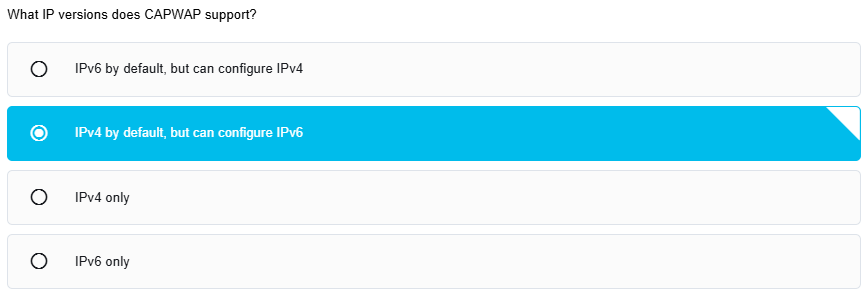 What IP versions does CAPWAP support?
IPv6 by default, but can configure IPv4
IPv4 by default, but can configure IPv6
IPv4 only
IPv6 only